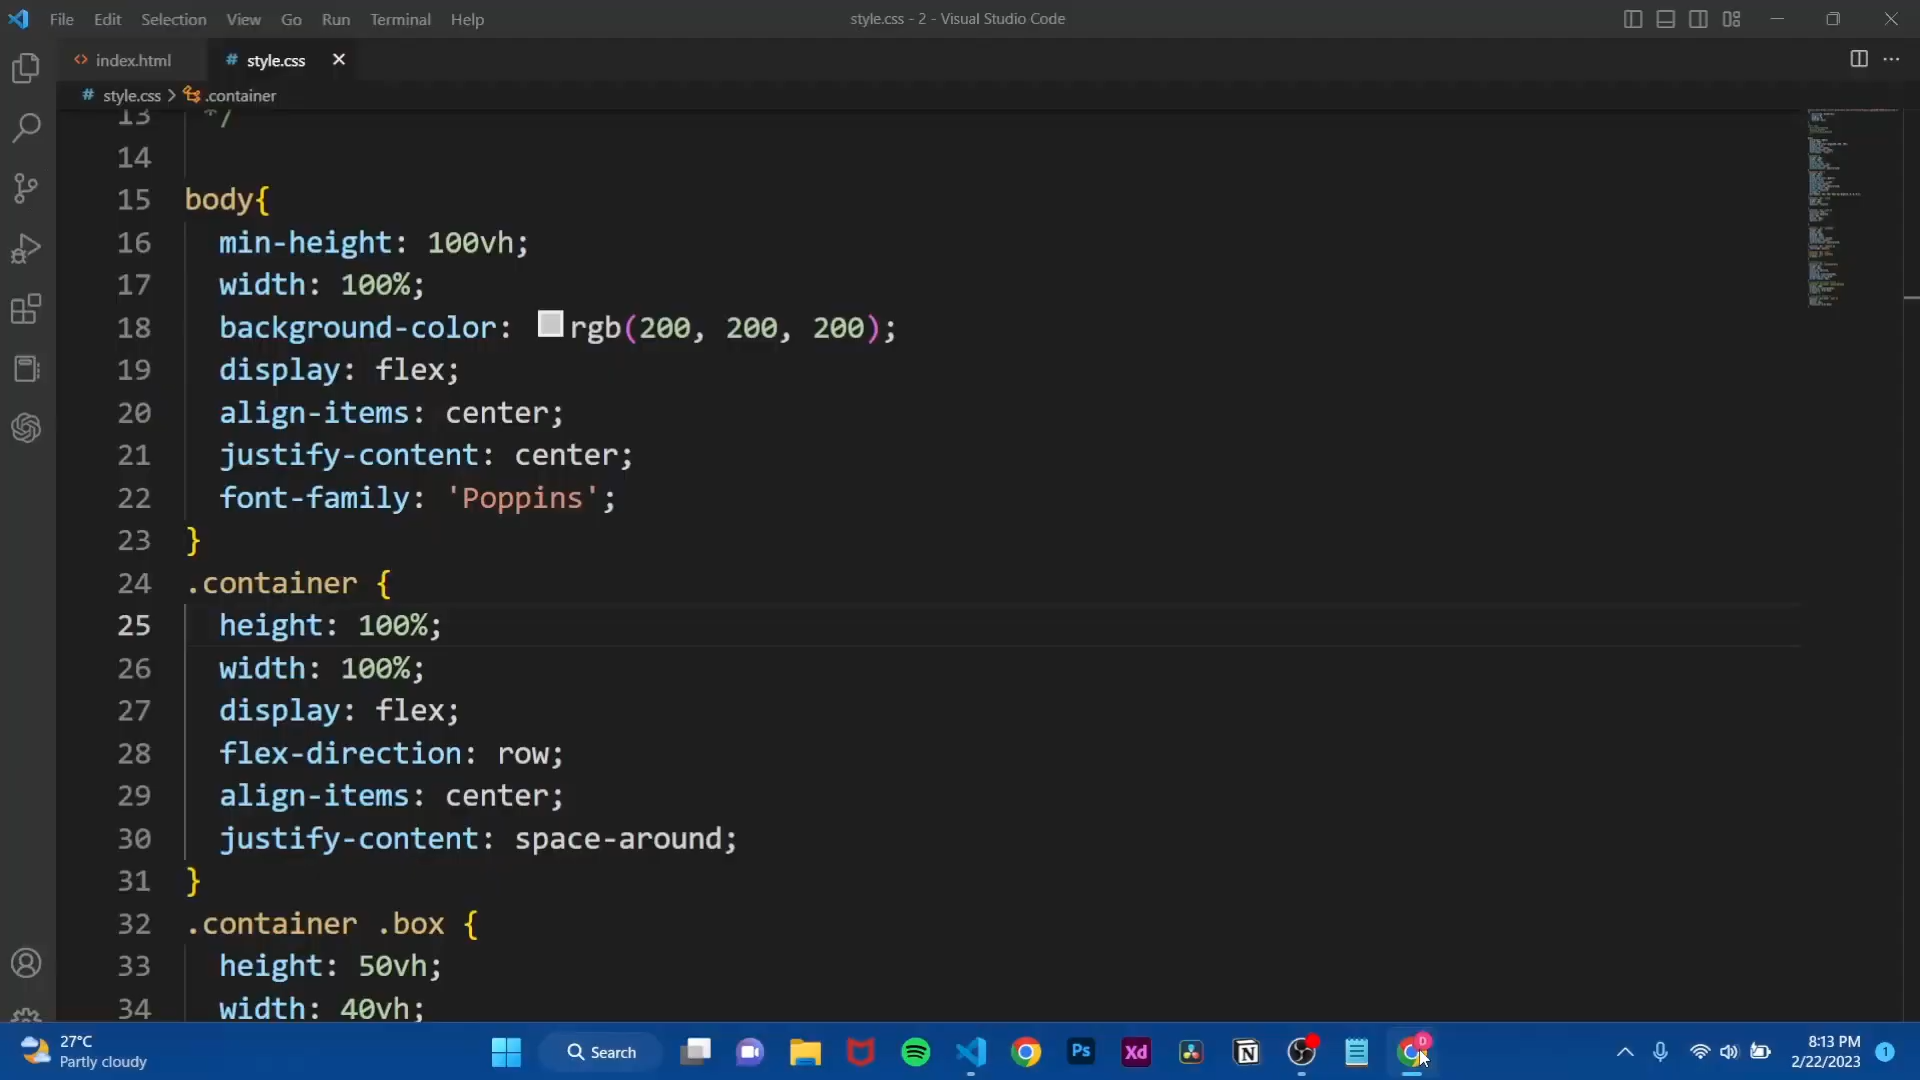 File Edit Selection View Go Run Terminal Help
style.css - 2 - Visual Studio Code
<> index.html
# style.css
# style.css > .container
13 */
14
15 body{
16 min-height: 100vh;
17 width: 100%;
18 background-color: rgb(200, 200, 200);
19 display: flex;
20 align-items: center;
21 justify-content: center;
22 font-family: 'Poppins';
23 }
24 .container {
25 height: 100%;
26 width: 100%;
27 display: flex;
28 flex-direction: row;
29 align-items: center;
30 justify-content: space-around;
31 }
32 .container .box {
33 height: 50vh;
34 width: 40vh;
27°C
Partly cloudy
Search
Ps
Xd
8:13 PM
2/22/2023
1